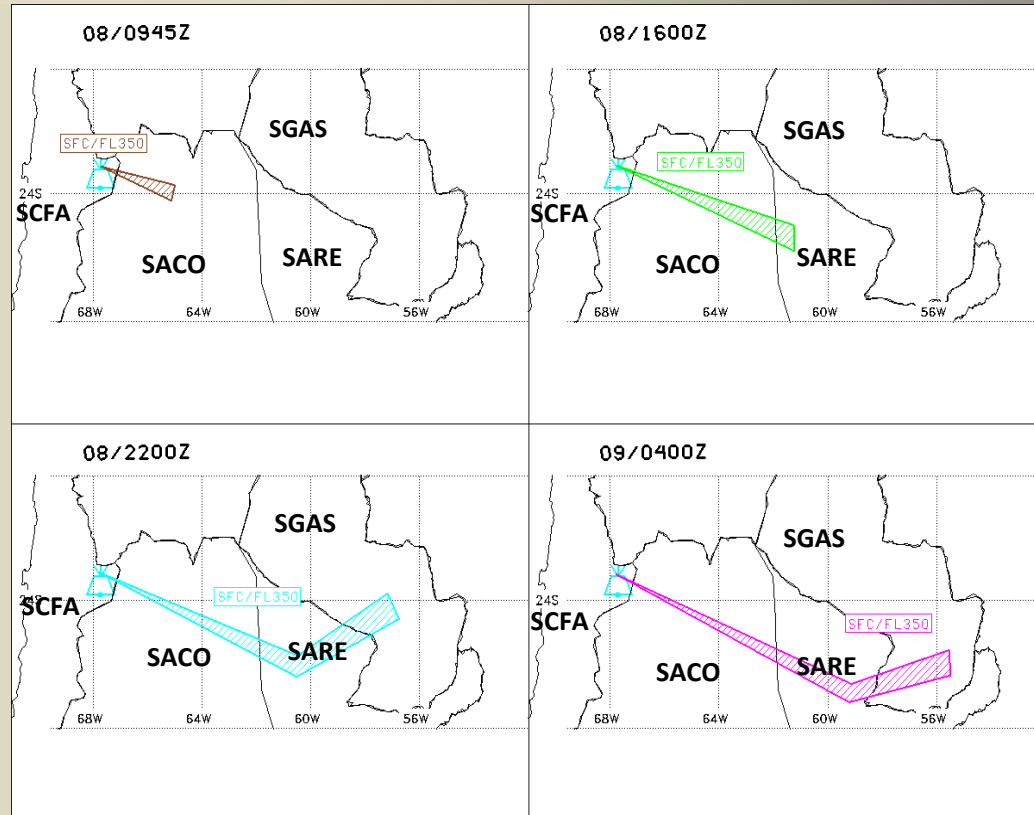 08/0945Z
SGAS
SFC/FL350
24S
SCFA
SACO
SARE
68W 64W 60W 56W
08/1600Z
SGAS
SFC/FL350
24S
SCFA
SACO
SARE
68W 64W 60W 56W
08/2200Z
SGAS
SFC/FL350
24S
SCFA
SARE
SACO
68W 64W 60W 56W
09/0400Z
SGAS
24S
SCFA
SFC/FL350
SARE
SACO
68W 64W 60W 56W